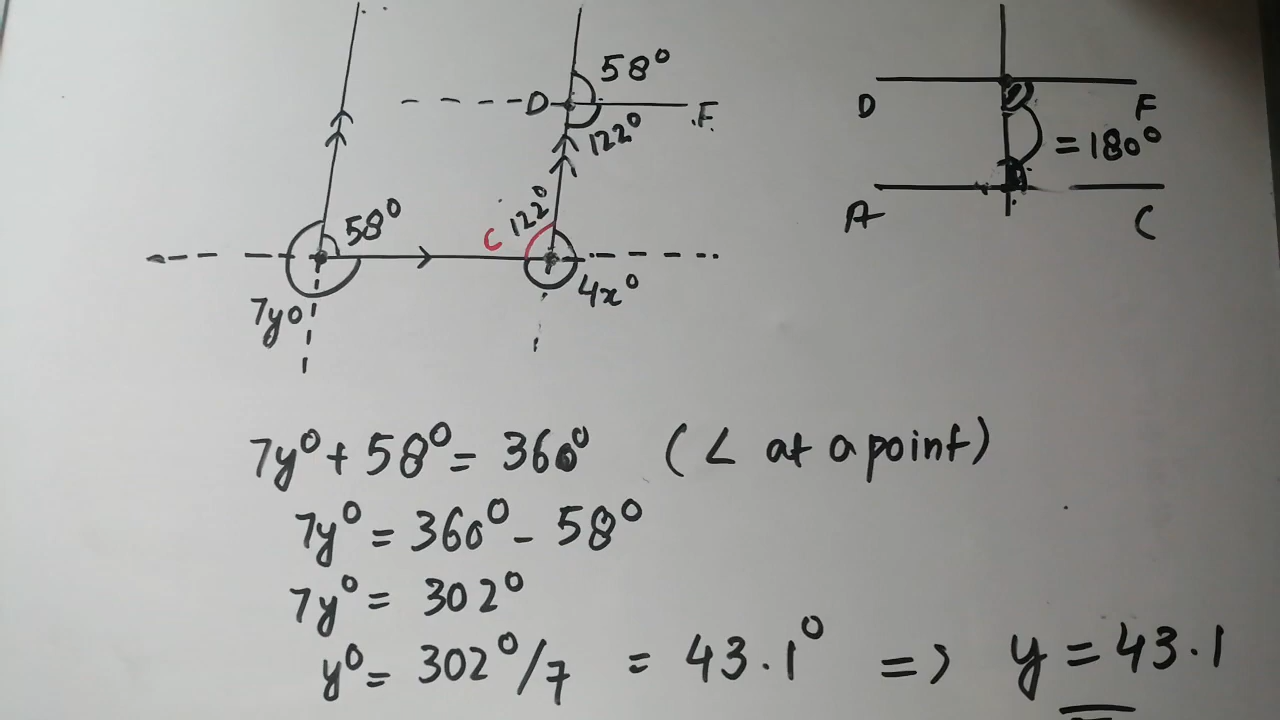 58°
D
F
122°
D
F
= 180°
A
C
58°
C
122°
4x°
7y°
7y° + 58° = 360° (∠ at a point)
7y° = 360° - 58°
7y° = 302°
y° = 302°/7 = 43.1° => y = 43.1